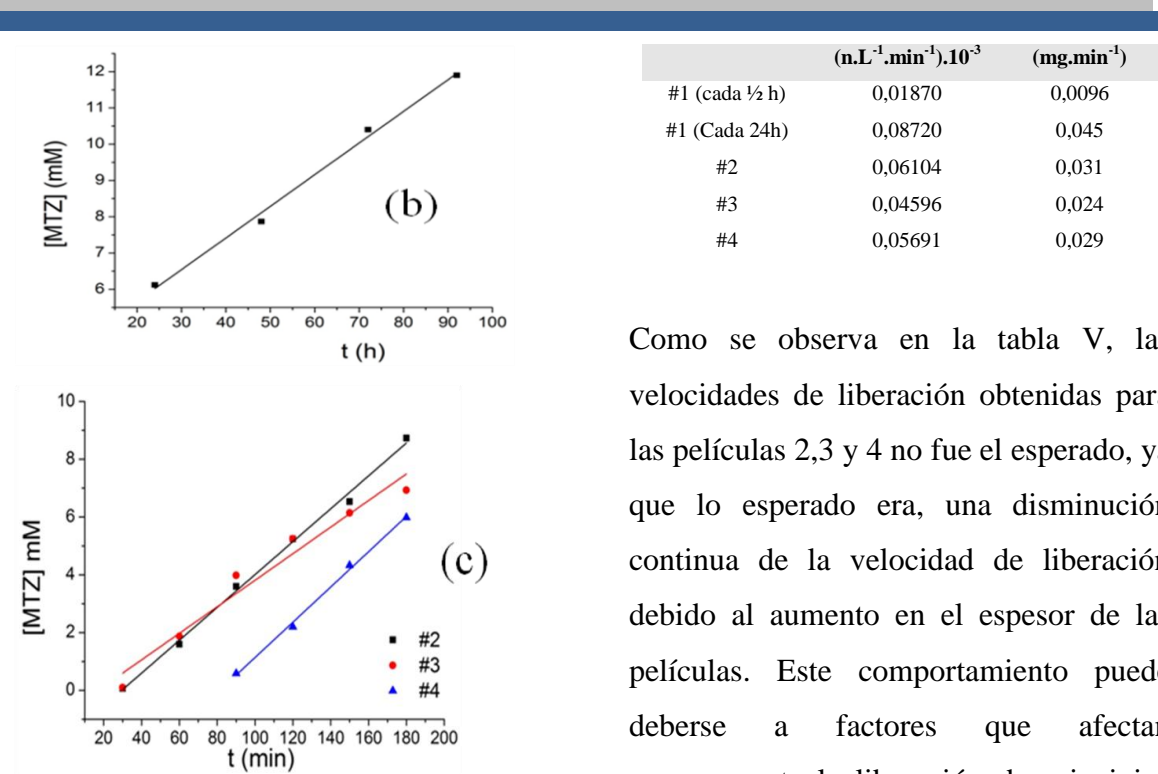 12
11
10
9
8
7
6
[MTZ] (mM)
(b)
20 30 40 50 60 70 80 90 100
t (h)
10
8
6
4
2
0
[MTZ] mM
(c)
#2
#3
#4
20 40 60 80 100 120 140 160 180 200
t (min)
(n.L-1.min-1).10-3 (mg.min-1)
#1 (cada ½ h) 0,01870 0,0096
#1 (Cada 24h) 0,08720 0,045
#2 0,06104 0,031
#3 0,04596 0,024
#4 0,05691 0,029
Como se observa en la tabla V, la
velocidades de liberación obtenidas para
las películas 2,3 y 4 no fue el esperado, ya
que lo esperado era, una disminución
continua de la velocidad de liberación
debido al aumento en el espesor de la
películas. Este comportamiento puede
deberse a factores que afectan